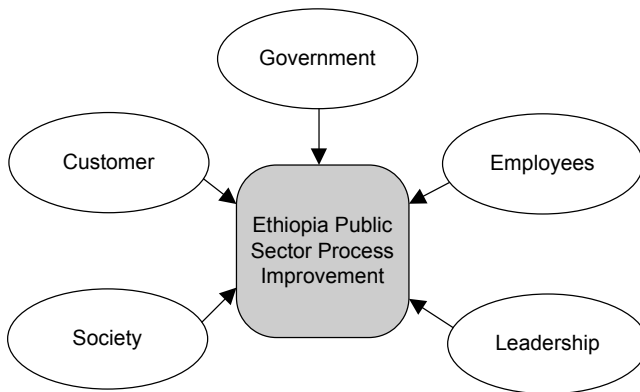 Government
Customer
Employees
Ethiopia Public
Sector Process
Improvement
Society
Leadership